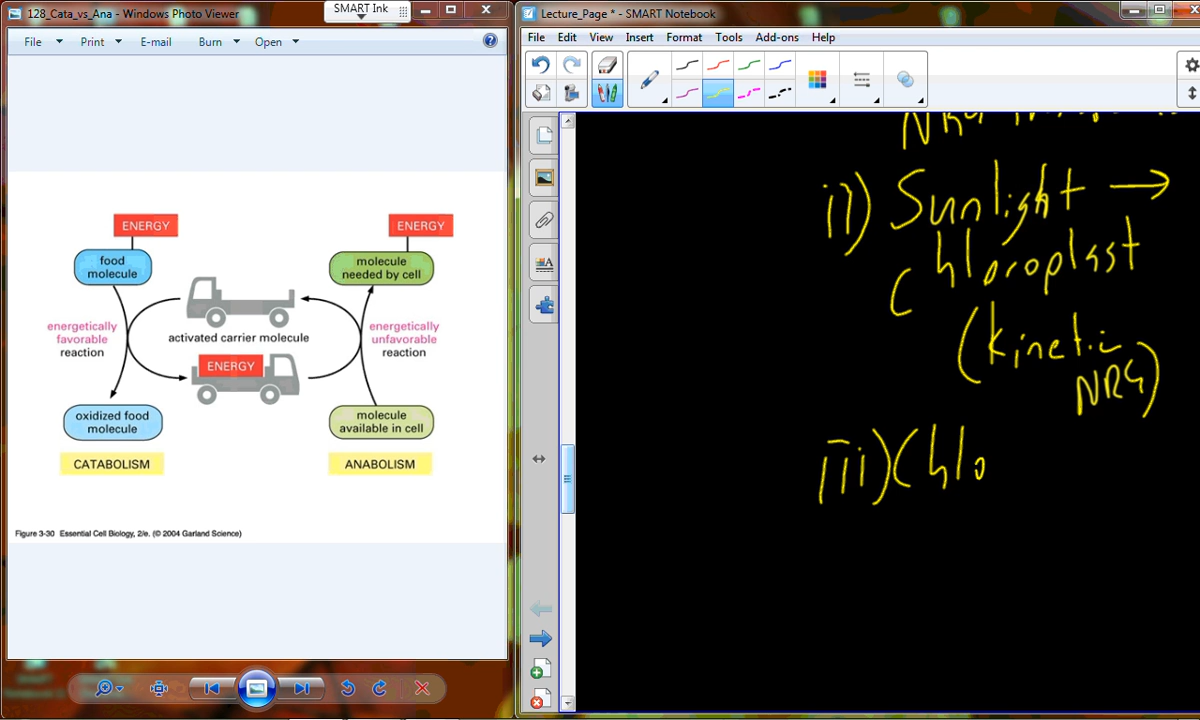 128_Cata_vs_Ana - Windows Photo Viewer
SMART Ink
File Print E-mail Burn Open
ENERGY
ENERGY
food
molecule
molecule
needed by cell
energetically
favorable
reaction
activated carrier molecule
energetically
unfavorable
reaction
ENERGY
oxidized food
molecule
molecule
available in cell
CATABOLISM
ANABOLISM
Figure 3-30 Essential Cell Biology, 2/e. (© 2004 Garland Science)
Lecture_Page * - SMART Notebook
File Edit View Insert Format Tools Add-ons Help
ii) Sunlight →
Chloroplast
(kinetic
NRG)
iii) Chlo